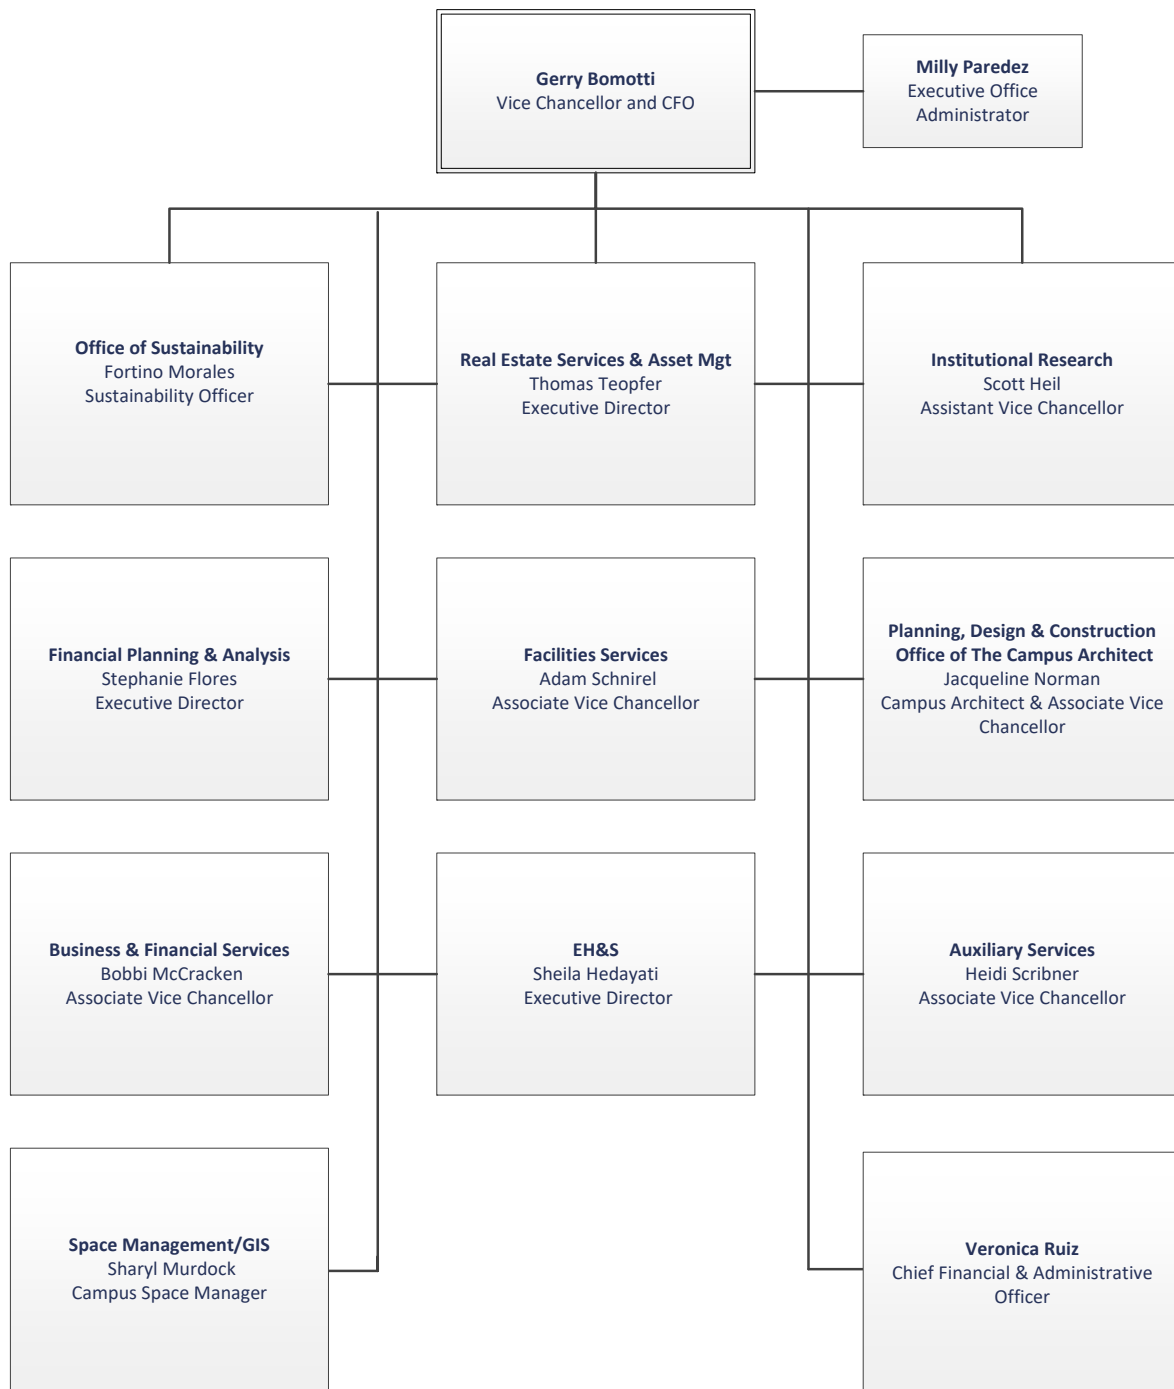 Gerry Bomotti
Vice Chancellor and CFO
Milly Paredez
Executive Office
Administrator
Office of Sustainability
Fortino Morales
Sustainability Officer
Real Estate Services & Asset Mgt
Thomas Teopfer
Executive Director
Institutional Research
Scott Heil
Assistant Vice Chancellor
Financial Planning & Analysis
Stephanie Flores
Executive Director
Facilities Services
Adam Schnirel
Associate Vice Chancellor
Planning, Design & Construction
Office of The Campus Architect
Jacqueline Norman
Campus Architect & Associate Vice
Chancellor
Business & Financial Services
Bobbi McCracken
Associate Vice Chancellor
EH&S
Sheila Hedayati
Executive Director
Auxiliary Services
Heidi Scribner
Associate Vice Chancellor
Space Management/GIS
Sharyl Murdock
Campus Space Manager
Veronica Ruiz
Chief Financial & Administrative
Officer